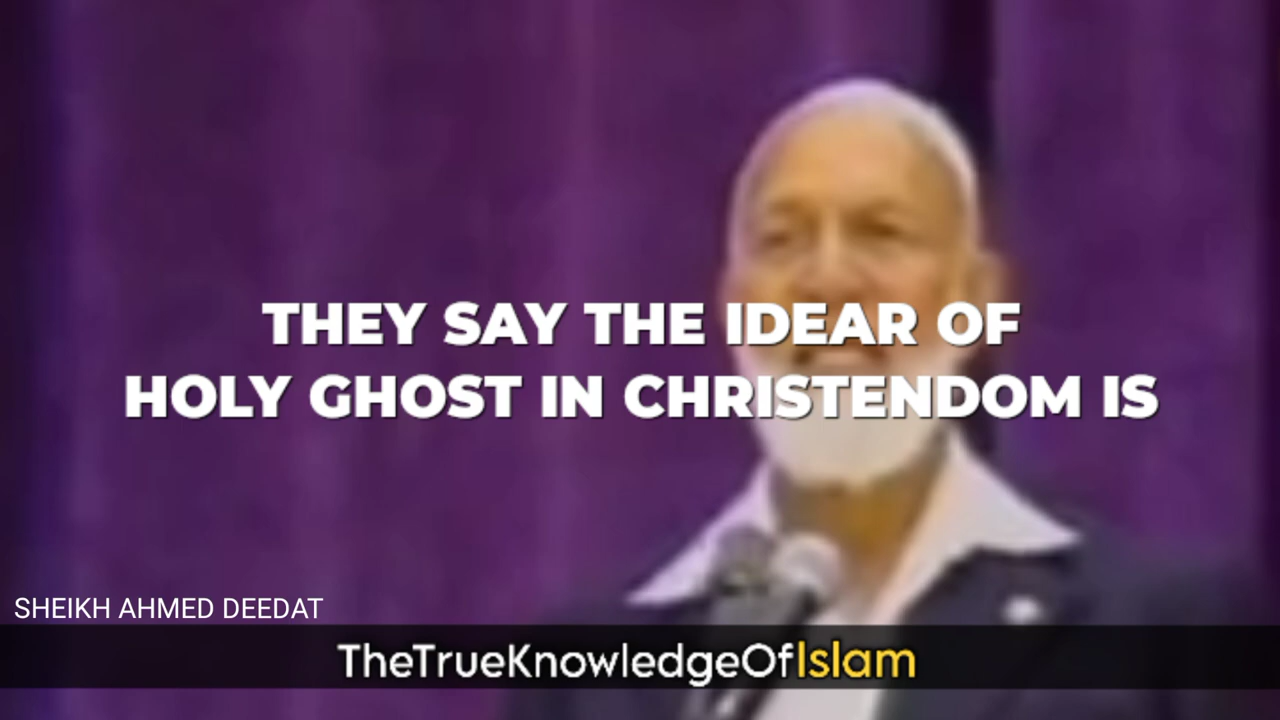 THEY SAY THE IDEAR OF
HOLY GHOST IN CHRISTENDOM IS
SHEIKH AHMED DEEDAT
TheTrueKnowledgeOfIslam